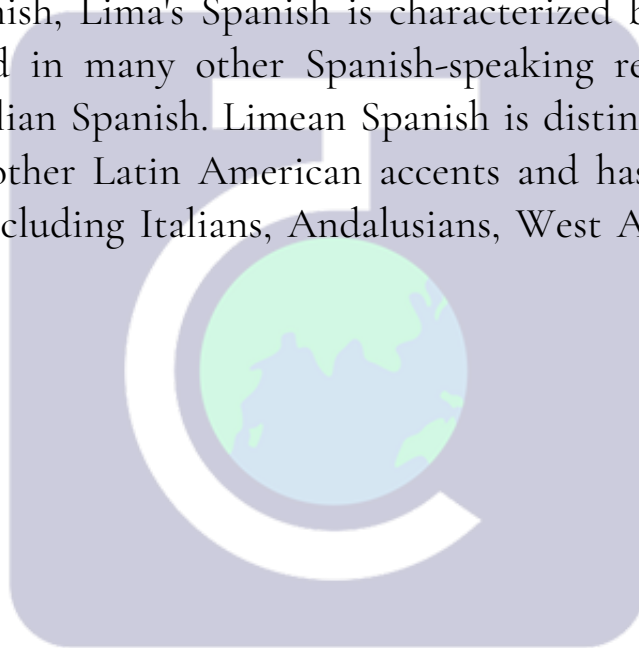 nish, Lima's Spanish is characterized b
d in many other Spanish-speaking re
lian Spanish. Limean Spanish is distin
other Latin American accents and has
cluding Italians, Andalusians, West A